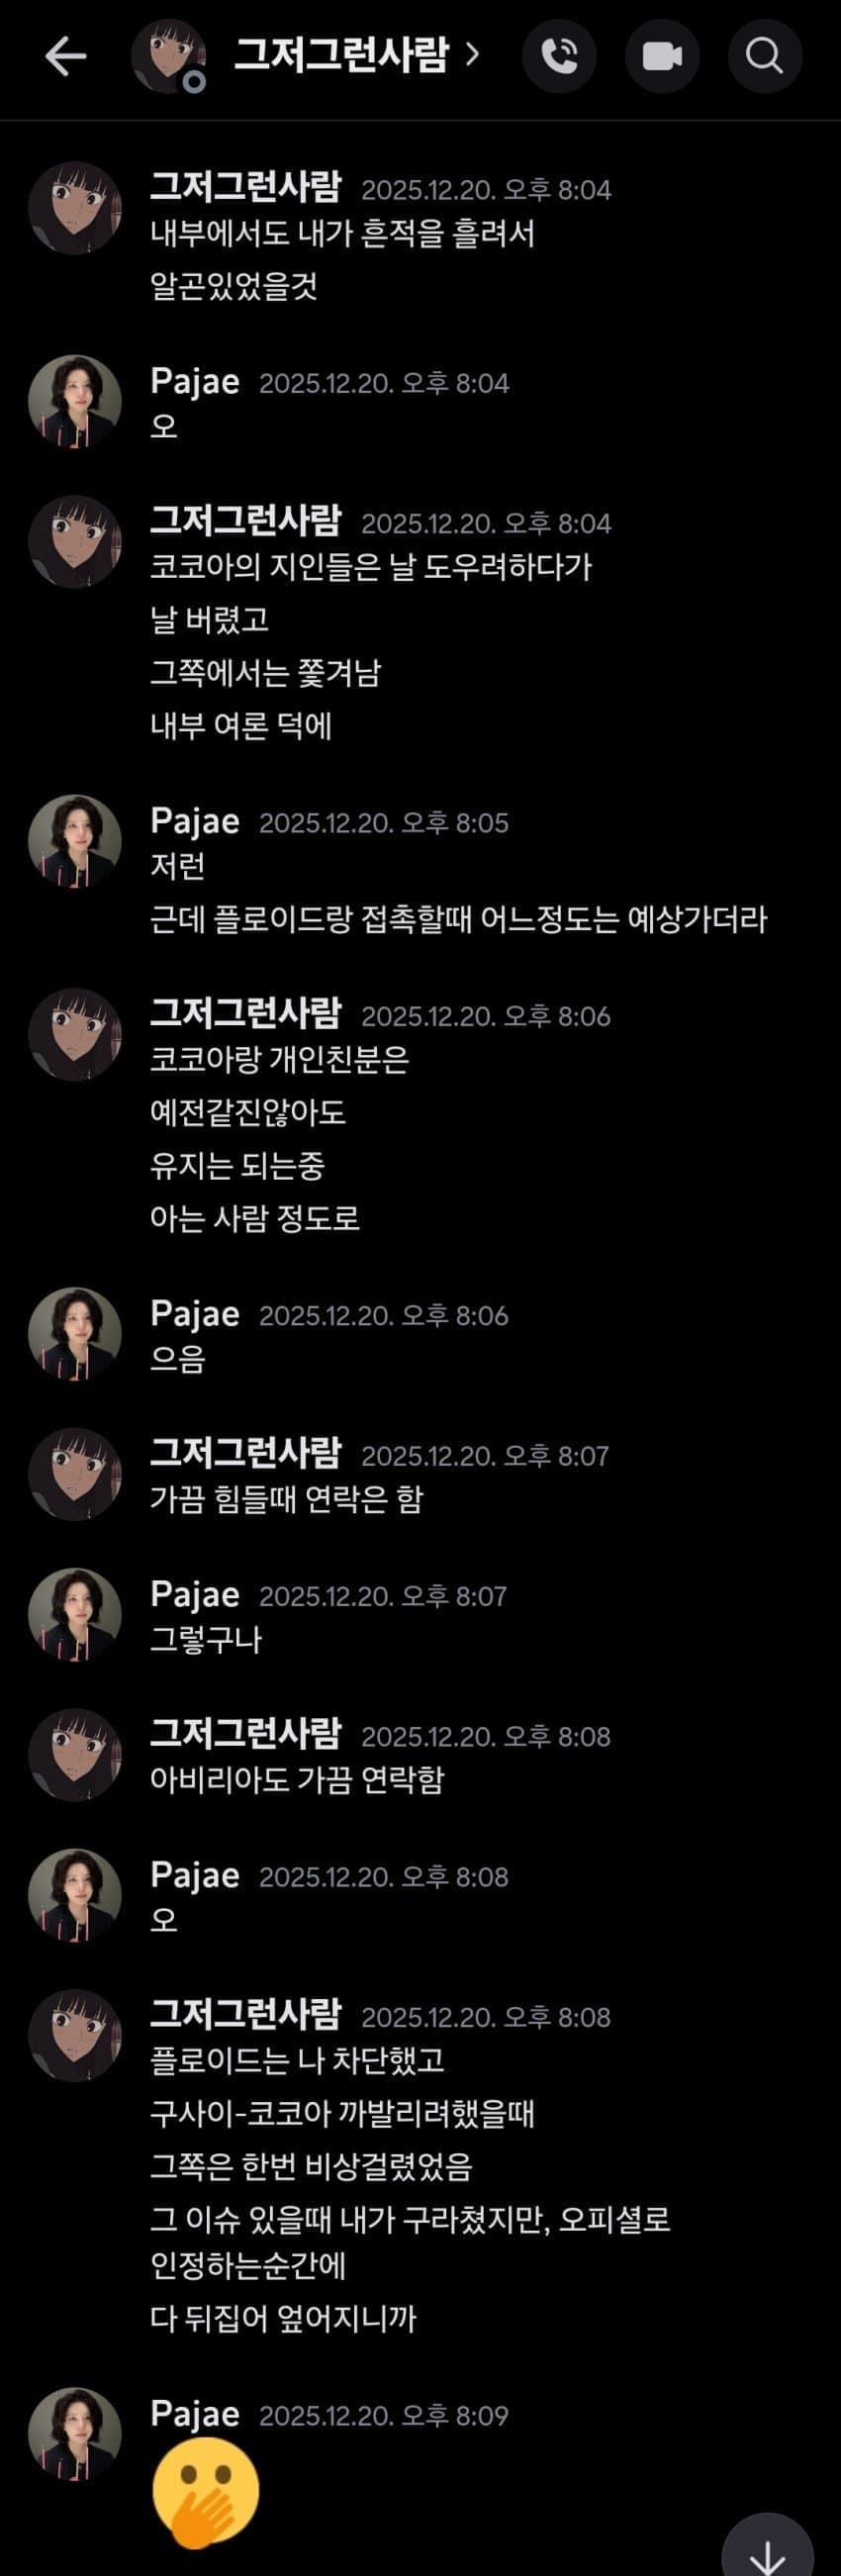 그저그런사람
그저그런사람 2025.12.20. 오후 8:04
내부에서도 내가 흔적을 흘려서
알곤있었을것
Pajae 2025.12.20. 오후 8:04
오
그저그런사람 2025.12.20. 오후 8:04
코코아의 지인들은 날 도우려하다가
날 버렸고
그쪽에서는 쫓겨남
내부 여론 덕에
Pajae 2025.12.20. 오후 8:05
저런
근데 플로이드랑 접촉할때 어느정도는 예상가더라
그저그런사람 2025.12.20. 오후 8:06
코코아랑 개인친분은
예전같진않아도
유지는 되는중
아는 사람 정도로
Pajae 2025.12.20. 오후 8:06
으음
그저그런사람 2025.12.20. 오후 8:07
가끔 힘들때 연락은 함
Pajae 2025.12.20. 오후 8:07
그렇구나
그저그런사람 2025.12.20. 오후 8:08
아비리아도 가끔 연락함
Pajae 2025.12.20. 오후 8:08
오
그저그런사람 2025.12.20. 오후 8:08
플로이드는 나 차단했고
구사이-코코아 까발리려했을때
그쪽은 한번 비상걸렸었음
그 이슈 있을때 내가 구라쳤지만, 오피셜로
인정하는순간에
다 뒤집어 엎어지니까
Pajae 2025.12.20. 오후 8:09